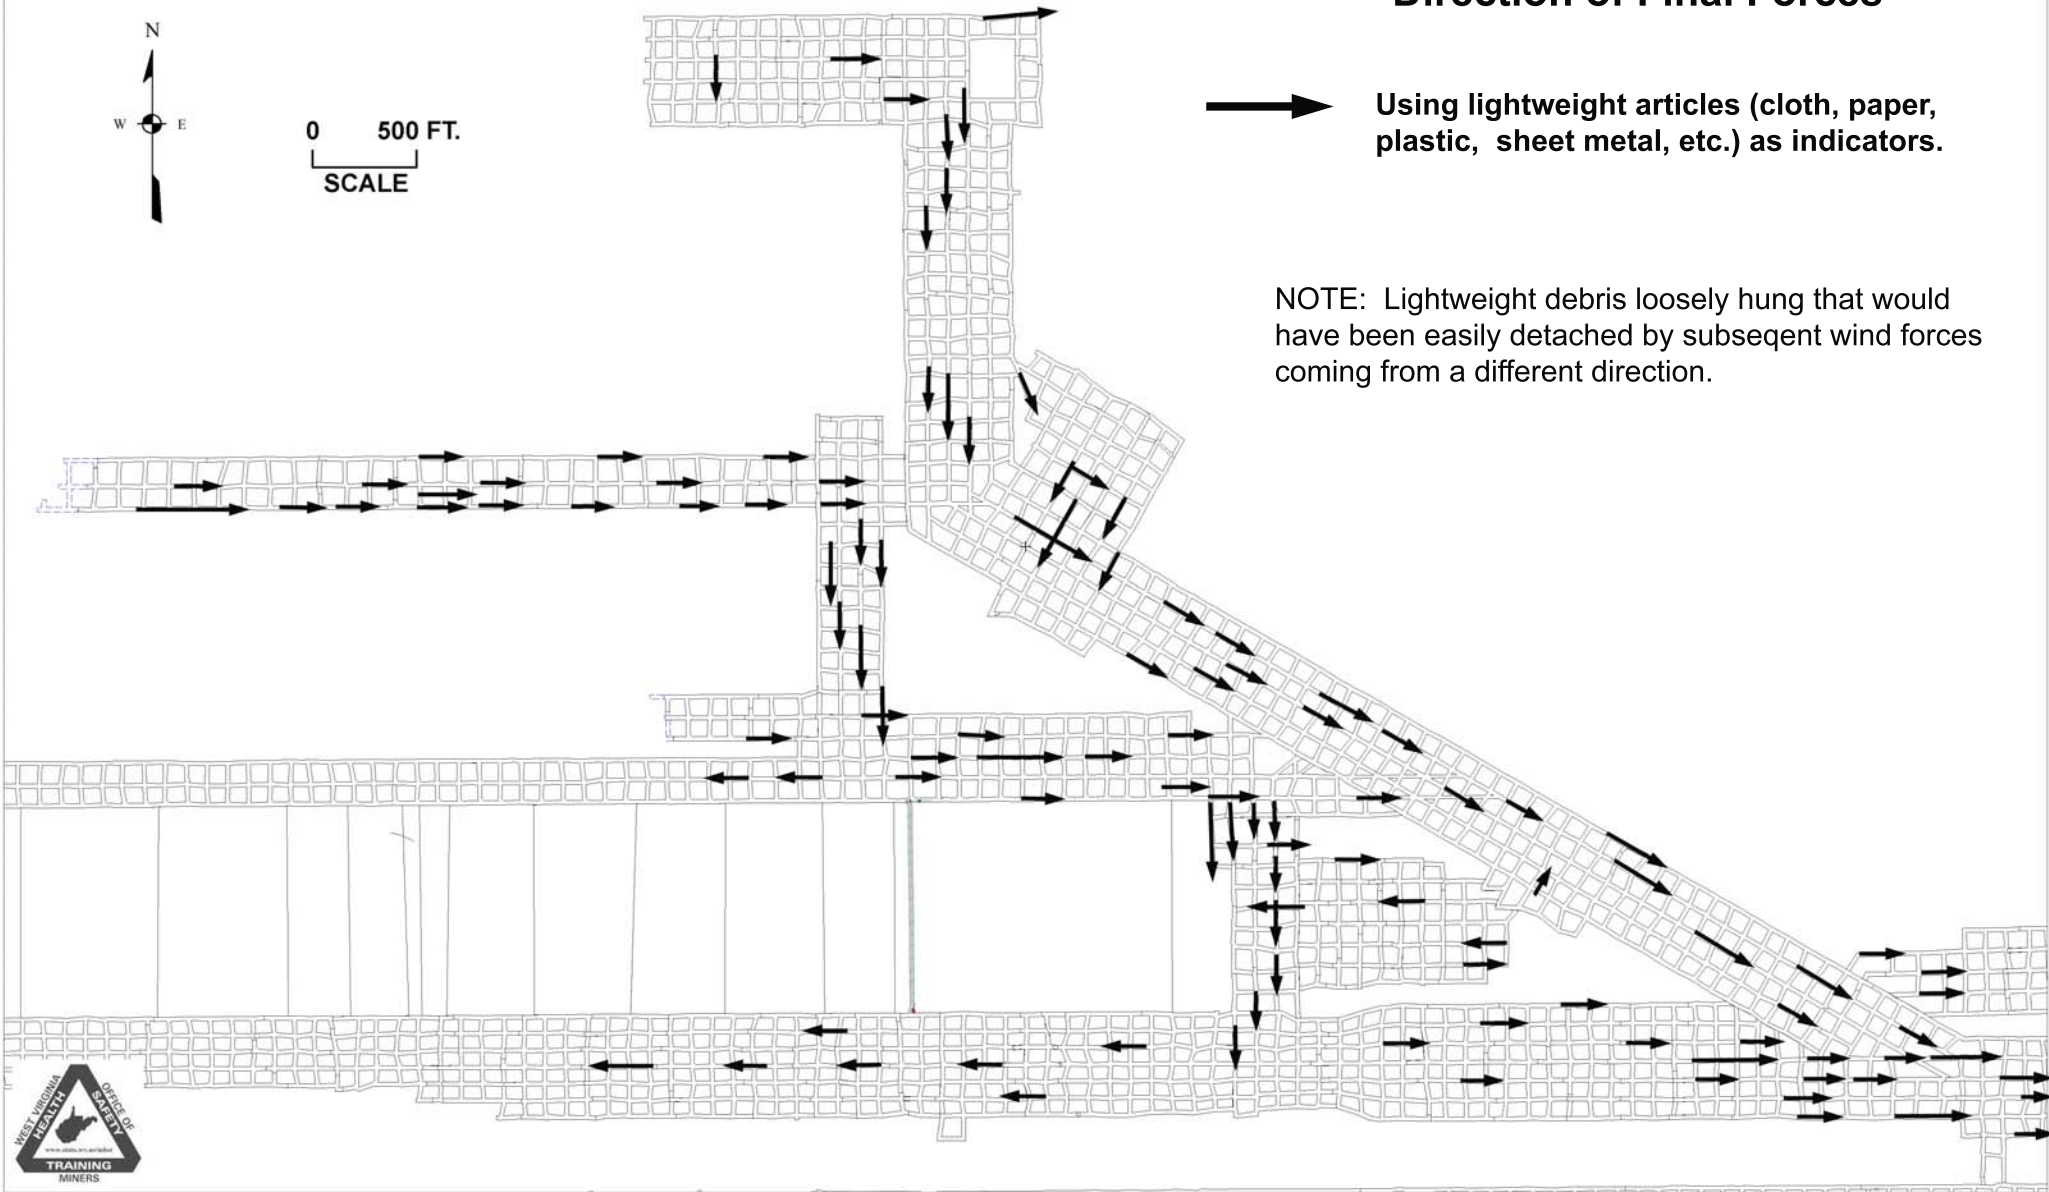 Direction of Final Forces
N
W E
0 500 FT.
SCALE
Using lightweight articles (cloth, paper,
plastic, sheet metal, etc.) as indicators.
NOTE: Lightweight debris loosely hung that would
have been easily detached by subseqent wind forces
coming from a different direction.
WEST VIRGINIA OFFICE OF
HEALTH SAFETY
TRAINING
MINERS